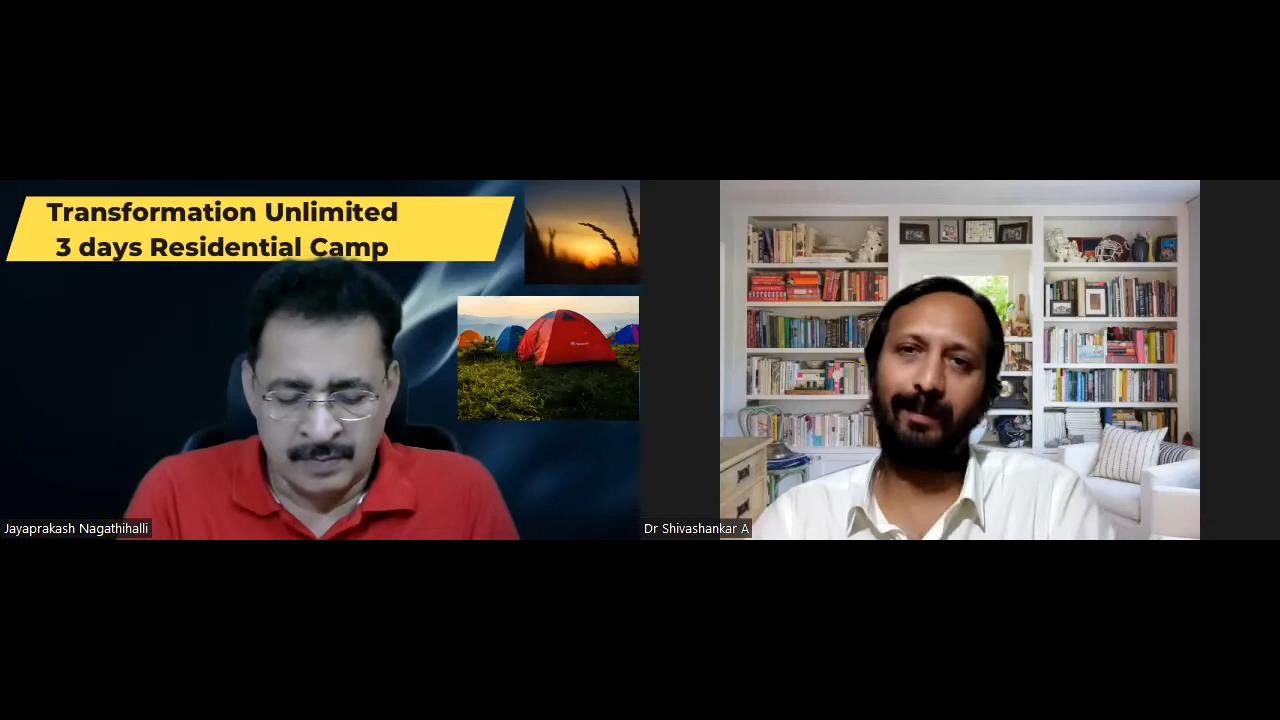 Transformation Unlimited
3 days Residential Camp
Jayaprakash Nagathihalli
Dr Shivashankar A